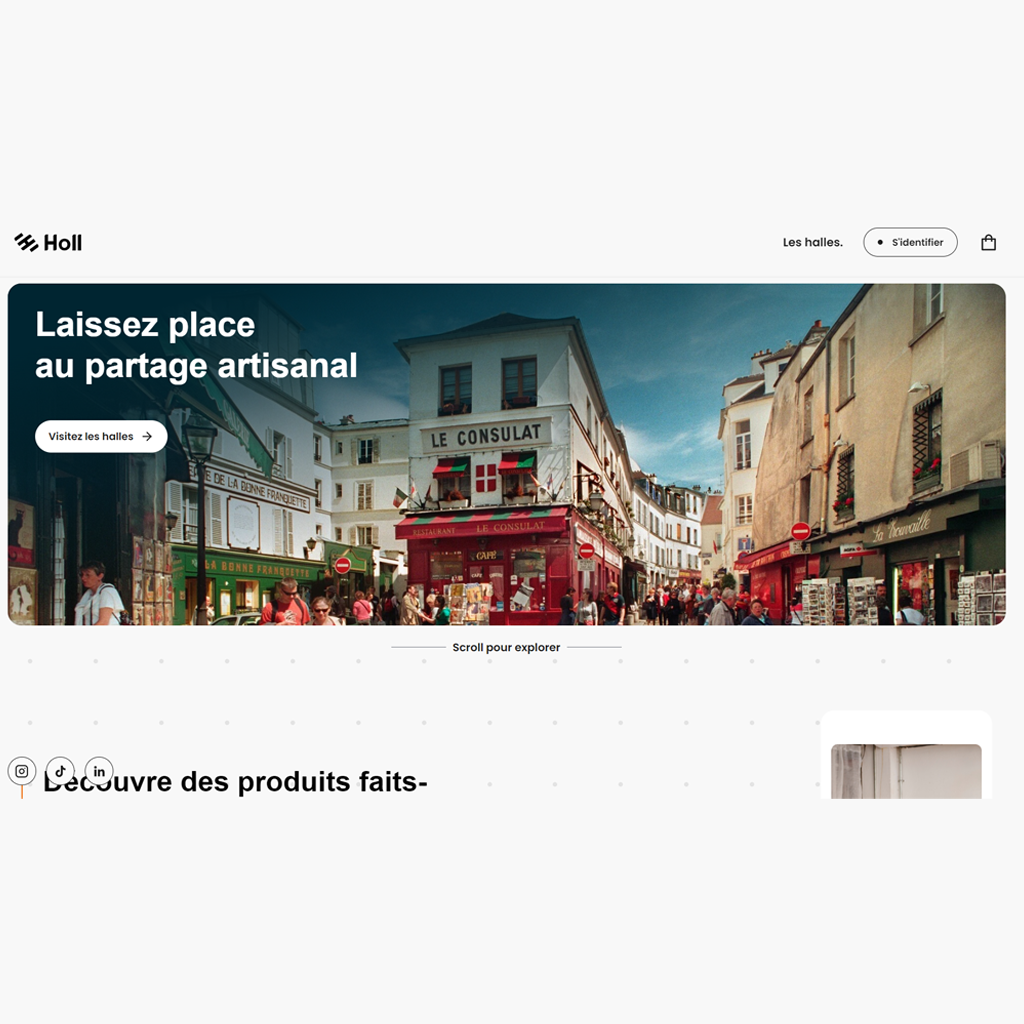 Holl
Les halles.
S'identifier
Laissez place
au partage artisanal
Visitez les halles
LE CONSULAT
DE LA BONNE FRANQUETTE
RESTAURANT LE CONSULAT
La Trouvaille
CAFÉ
LA BONNE FRANQUETTE
Scroll pour explorer
Découvre des produits faits-